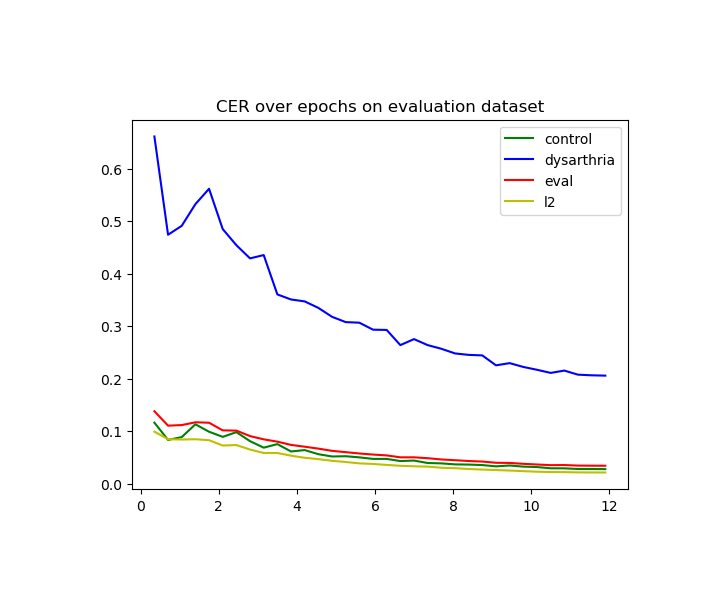 CER over epochs on evaluation dataset
control
dysarthria
eval
l2
0.6
0.5
0.4
0.3
0.2
0.1
0.0
0 2 4 6 8 10 12